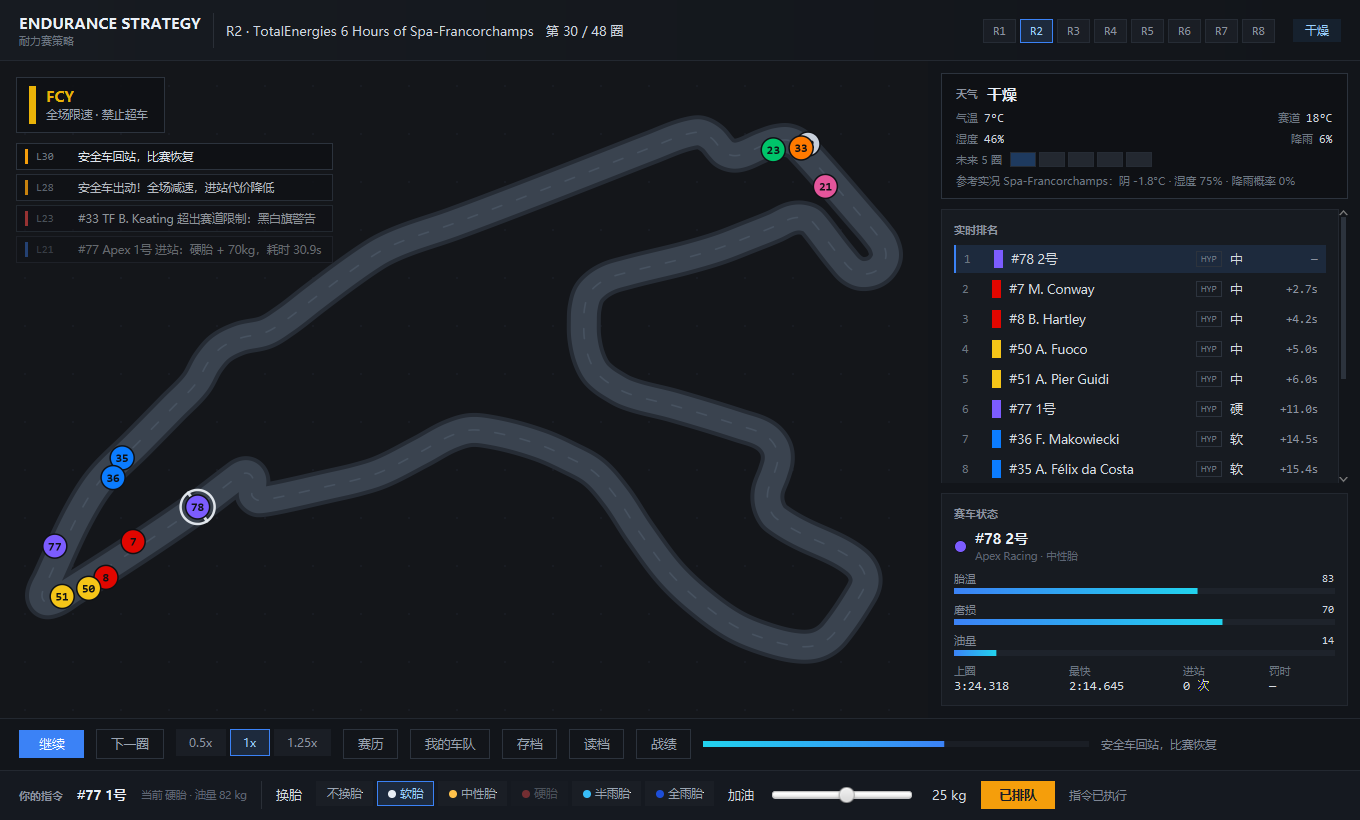 ENDURANCE STRATEGY
耐力赛策略
R2 · TotalEnergies 6 Hours of Spa-Francorchamps 第 30 / 48 圈
R1 R2 R3 R4 R5 R6 R7 R8 干燥
FCY
全场限速 · 禁止超车
L30 安全车回站，比赛恢复
L28 安全车出动！全场减速，进站代价降低
L23 #33 TF B. Keating 超出赛道限制：黑白旗警告
L21 #77 Apex 1号 进站：硬胎 + 70kg，耗时 30.9s
23
33
21
35
36
78
77
7
8
50
51
天气 干燥
气温 7°C 赛道 18°C
湿度 46% 降雨 6%
未来 5 圈
参考实况 Spa-Francorchamps：阴 -1.8°C · 湿度 75% · 降雨概率 0%
实时排名
1 #78 2号 HYP 中 —
2 #7 M. Conway HYP 中 +2.7s
3 #8 B. Hartley HYP 中 +4.2s
4 #50 A. Fuoco HYP 中 +5.0s
5 #51 A. Pier Guidi HYP 中 +6.0s
6 #77 1号 HYP 硬 +11.0s
7 #36 F. Makowiecki HYP 软 +14.5s
8 #35 A. Félix da Costa HYP 软 +15.4s
赛车状态
#78 2号
Apex Racing · 中性胎
胎温 83
磨损 70
油量 14
上圈 最快 进站 罚时
3:24.318 2:14.645 0 次 —
继续 下一圈 0.5x 1x 1.25x 赛历 我的车队 存档 读档 战绩 安全车回站，比赛恢复
你的指令 #77 1号 当前 硬胎 · 油量 82 kg 换胎 不换胎 软胎 中性胎 硬胎 半雨胎 全雨胎 加油 25 kg 已排队 指令已执行